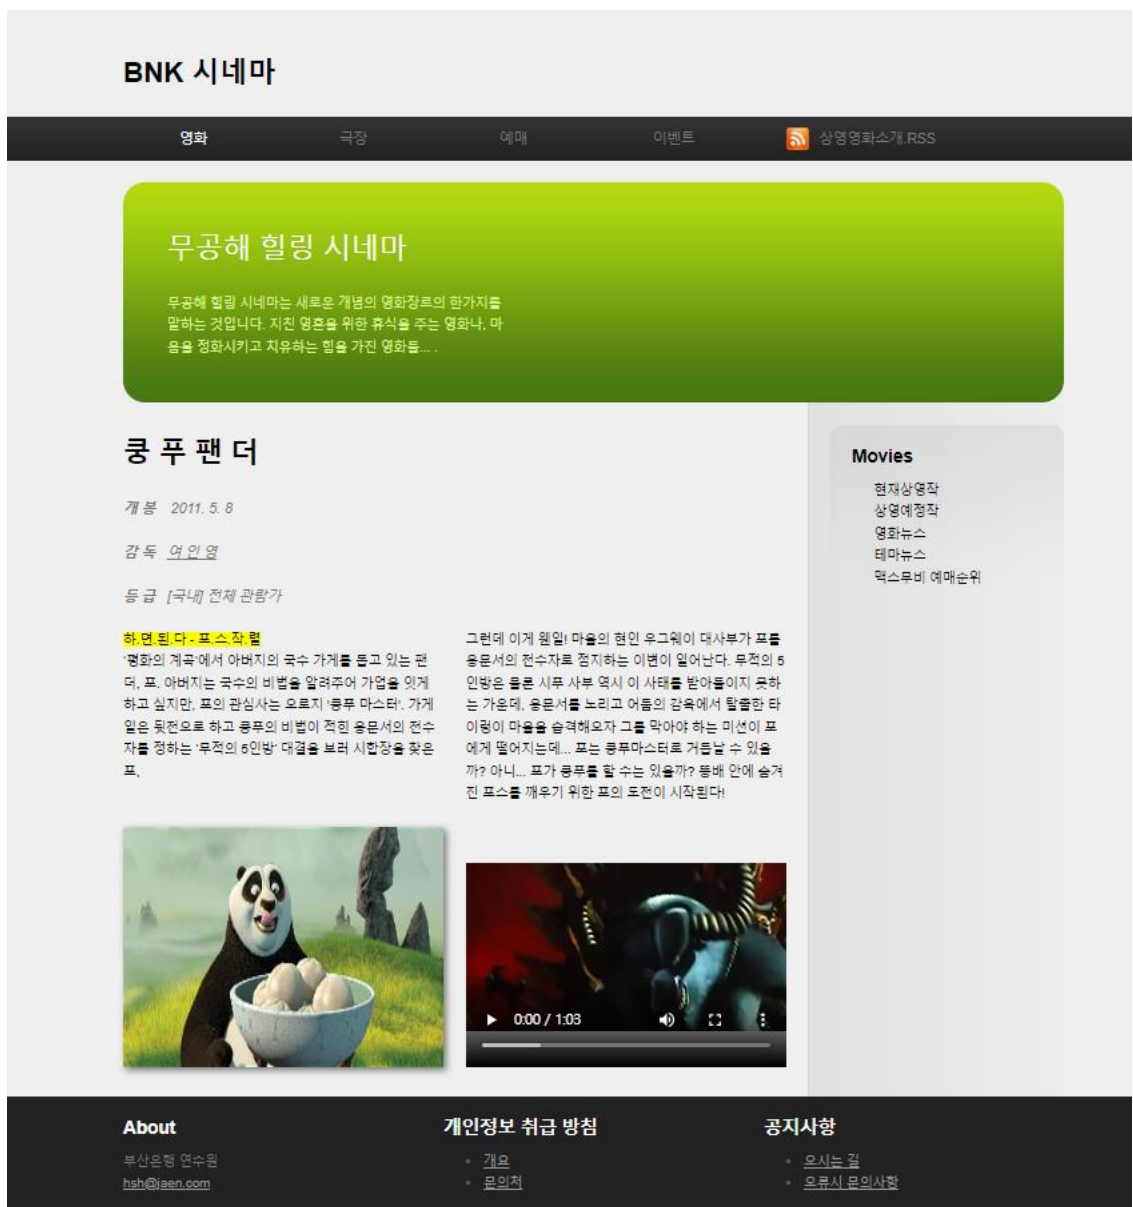 BNK 시네마
영화 극장 예매 이벤트 상영영화소개.RSS
무공해 힐링 시네마
무공해 힐링 시네마는 새로운 개념의 영화장르의 한가지를
말하는 것입니다. 지친 영혼을 위한 휴식을 주는 영화나, 마
음을 정화시키고 치유하는 힘을 가진 영화들... .
쿵 푸 팬 더
개 봉 2011. 5. 8
감 독 여 인 영
등 급 [국내] 전체 관람가
하.면.된.다 - 포.스.작.렬
'평화의 계곡'에서 아버지의 국수 가게를 돕고 있는 팬
더, 포. 아버지는 국수의 비법을 알려주어 가업을 잇게
하고 싶지만, 포의 관심사는 오로지 '쿵푸 마스터'. 가게
일은 뒷전으로 하고 쿵푸의 비법이 적힌 용문서의 전수
자를 정하는 '무적의 5인방' 대결을 보러 시합장을 찾은
포,
그런데 이게 웬일! 마을의 현인 우그웨이 대사부가 포를
용문서의 전수자로 점지하는 이변이 일어난다. 무적의 5
인방은 물론 시푸 사부 역시 이 사태를 받아들이지 못하
는 가운데, 용문서를 노리고 어둠의 감옥에서 탈출한 타
이렁이 마을을 습격해오자 그를 막아야 하는 미션이 포
에게 떨어지는데... 포는 쿵푸마스터로 거듭날 수 있을
까? 아니... 포가 쿵푸를 할 수는 있을까? 뚱배 안에 숨겨
진 포스를 깨우기 위한 포의 도전이 시작된다!
0:00 / 1:03
Movies
현재상영작
상영예정작
영화뉴스
테마뉴스
맥스무비 예매순위
About
부산은행 연수원
hsh@jaen.com
개인정보 취급 방침
개요
문의처
공지사항
오시는 길
오류시 문의사항